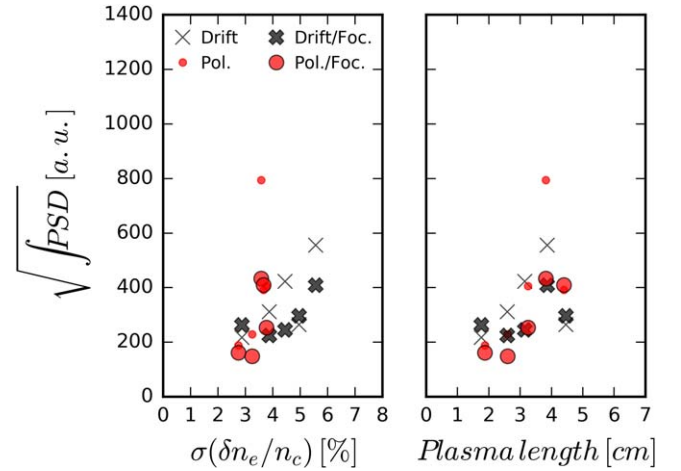 1400
1200
1000
800
600
400
200
0
√∫PSD [a.u.]
Drift
Drift/Foc.
Pol.
Pol./Foc.
0 1 2 3 4 5 6 7 8
σ(δn_e/n_c) [%]
0 1 2 3 4 5 6 7
Plasma length [cm]